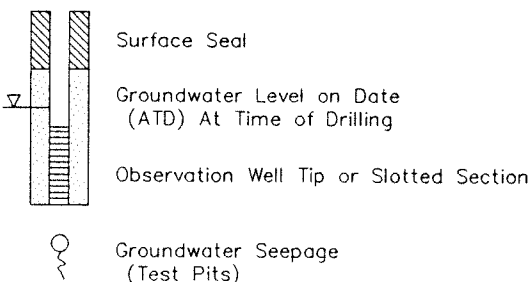 Surface Seal
Groundwater Level on Date
(ATD) At Time of Drilling
Observation Well Tip or Slotted Section
Groundwater Seepage
(Test Pits)